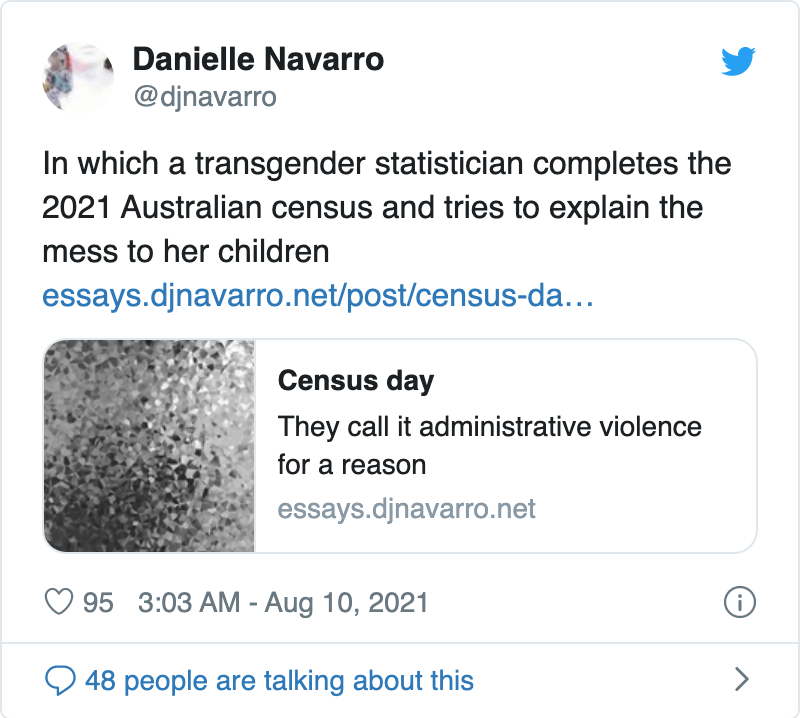 Danielle Navarro
@djnavarro
In which a transgender statistician completes the
2021 Australian census and tries to explain the
mess to her children
essays.djnavarro.net/post/census-da…
Census day
They call it administrative violence
for a reason
essays.djnavarro.net
95 3:03 AM - Aug 10, 2021
48 people are talking about this